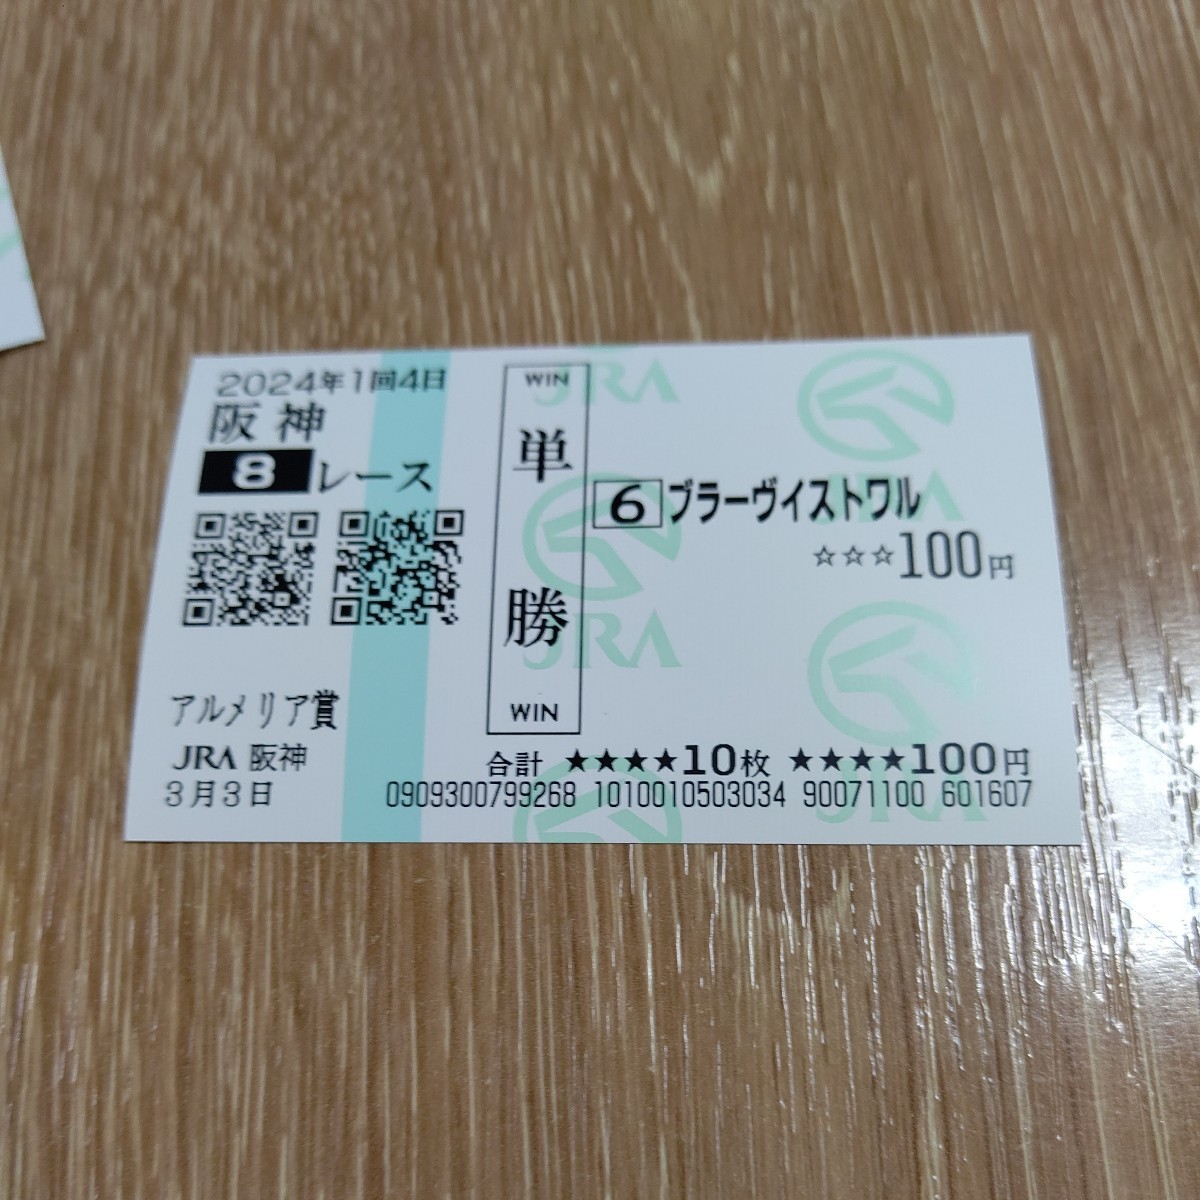 2024年1回4日
阪神
8レース
アルメリア賞
JRA 阪神
3月3日
WIN
単勝
WIN
6 ブラーヴィストワル
☆☆☆100円
合計 ★★★★10枚 ★★★★100円
0909300799268 1010010503034 90071100 601607
JRA
JRA
JRA
JRA